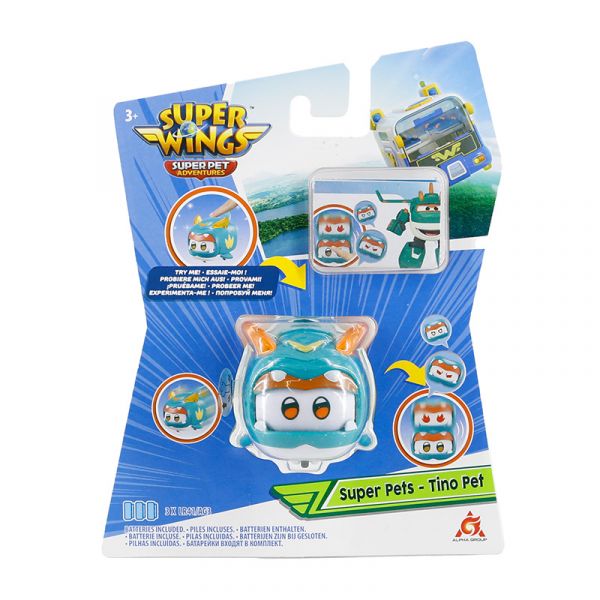 3+
SUPER
WINGS™
SUPER PET
ADVENTURES
TRY ME! - ESSAIE-MOI !
PROBIERE MICH AUS! - PROVAMI!
¡PRUÉBAME! - PROBEER ME!
EXPERIMENTA-ME ! - ПОПРОБУЙ МЕНЯ!
Super Pets - Tino Pet
3 X LR41/AG3
BATTERIES INCLUDED. • PILES INCLUSES. • BATTERIEN ENTHALTEN.
• BATTERIE INCLUSE. • PILAS INCLUIDAS. • BATTERIJEN ZIJN BIJ GESLOTEN.
• PILHAS INCLUIDAS. • БАТАРЕЙКИ ВХОДЯТ В КОМПЛЕКТ.
ALPHA GROUP